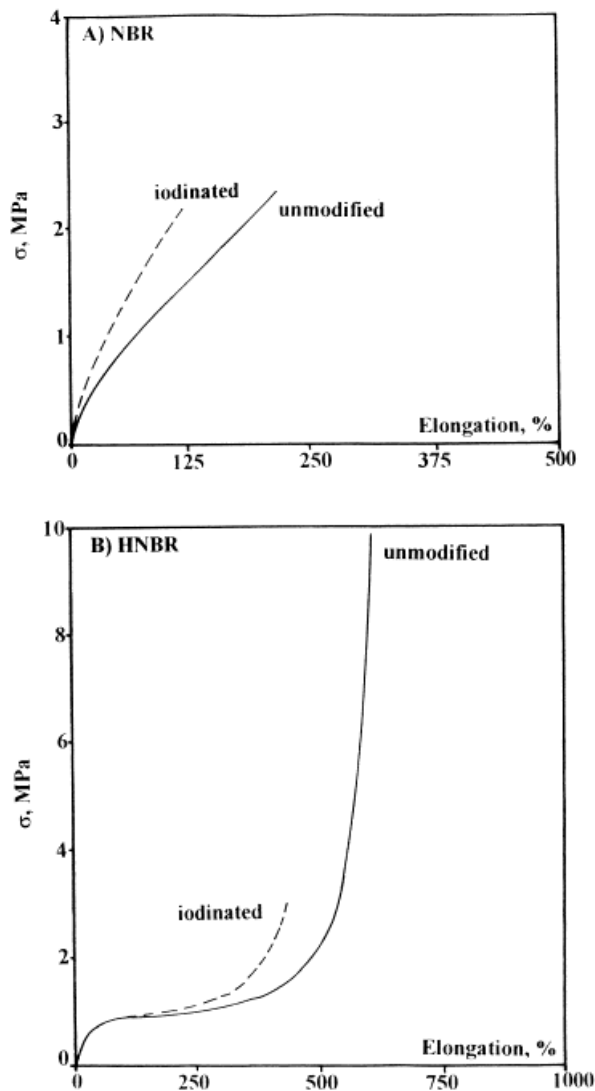 4
A) NBR
3
iodinated
2
unmodified
σ, MPa
1
Elongation, %
0
0 125 250 375 500
10
B) HNBR
unmodified
8
6
σ, MPa
4
iodinated
2
Elongation, %
0
0 250 500 750 1000